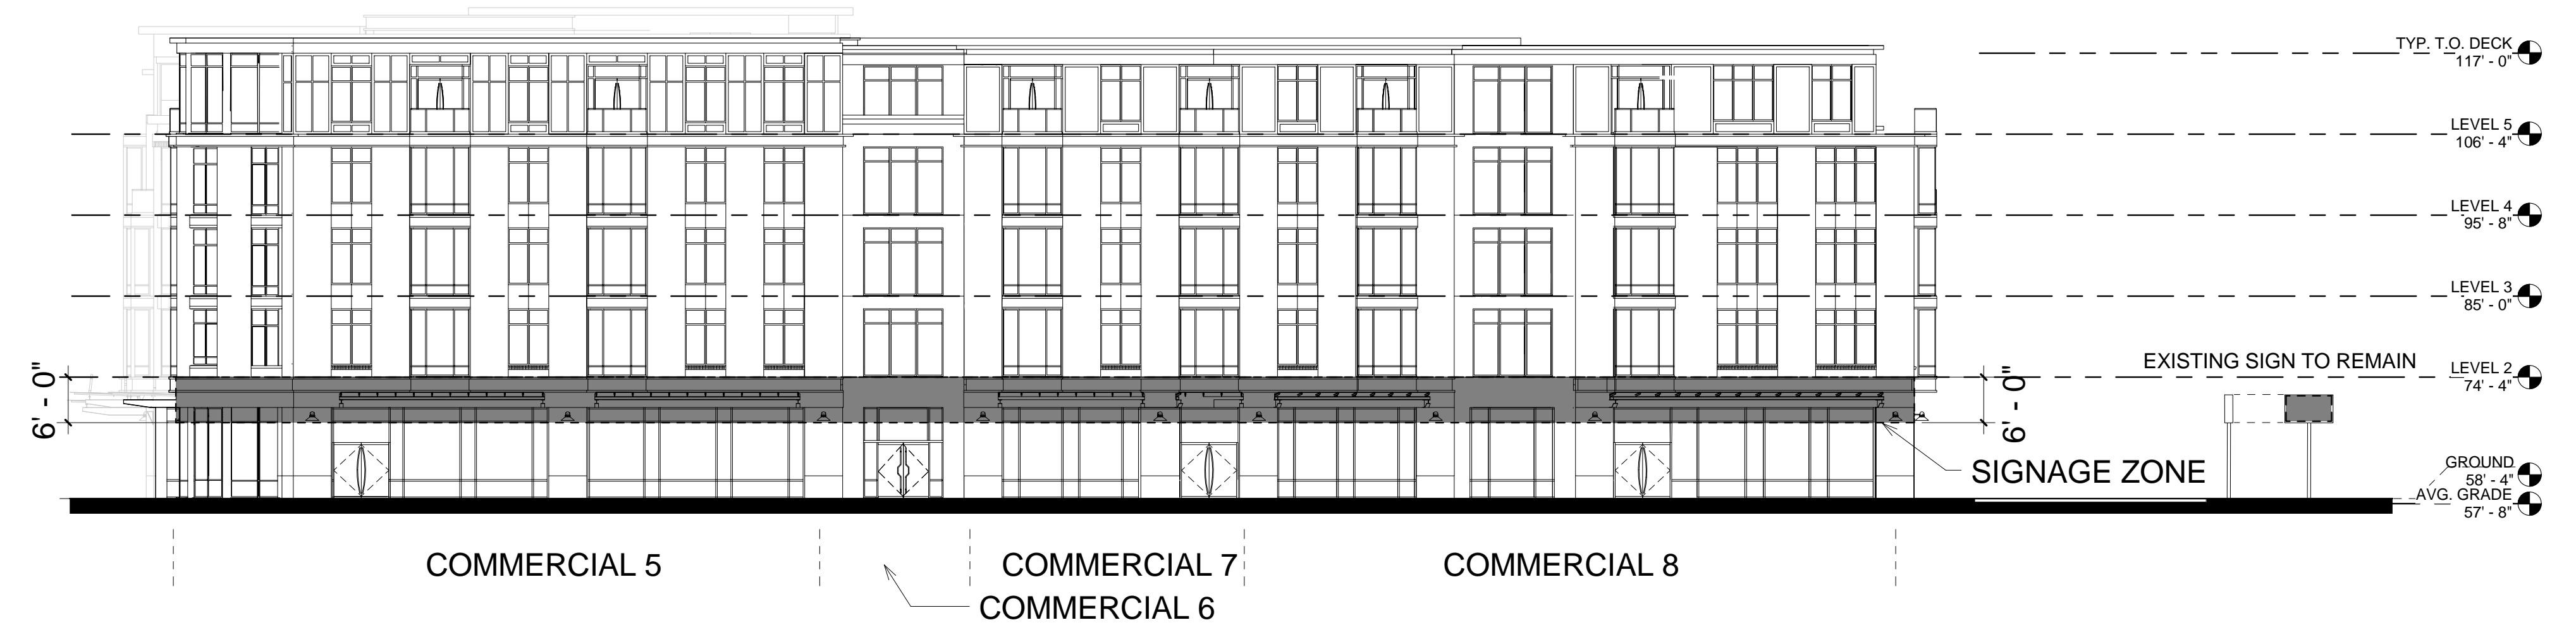 TYP. T.O. DECK
117' - 0"
LEVEL 5
106' - 4"
LEVEL 4
95' - 8"
LEVEL 3
85' - 0"
EXISTING SIGN TO REMAIN
LEVEL 2
74' - 4"
6' - 0"
6' - 0"
SIGNAGE ZONE
GROUND
58' - 4"
AVG. GRADE
57' - 8"
COMMERCIAL 5
COMMERCIAL 7
COMMERCIAL 8
COMMERCIAL 6